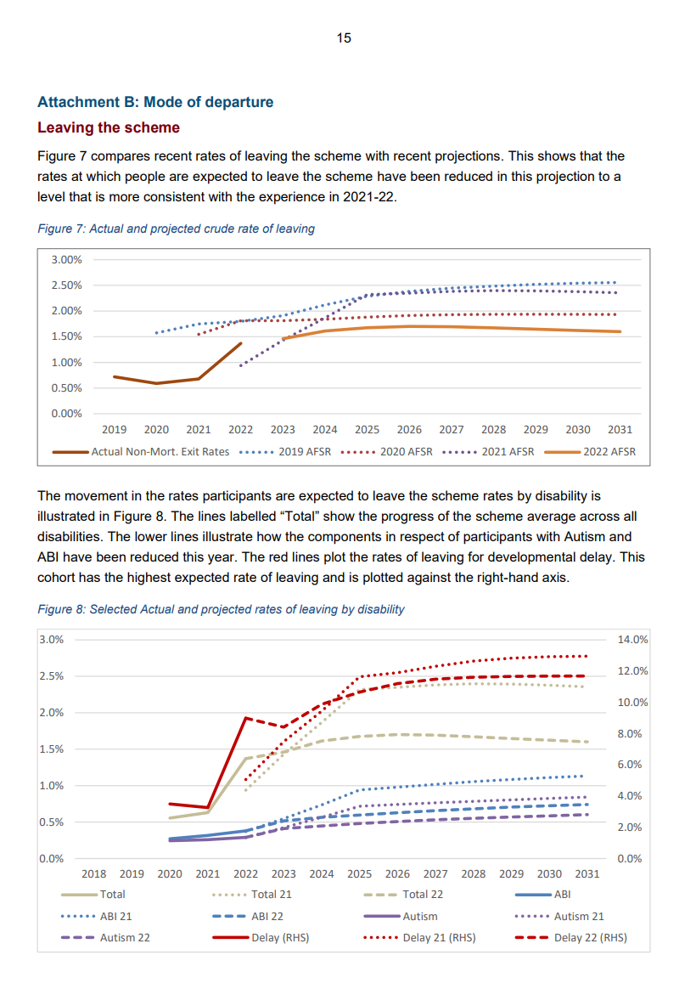 15
Attachment B: Mode of departure
Leaving the scheme
Figure 7 compares recent rates of leaving the scheme with recent projections. This shows that the
rates at which people are expected to leave the scheme have been reduced in this projection to a
level that is more consistent with the experience in 2021-22.
Figure 7: Actual and projected crude rate of leaving
3.00%
2.50%
2.00%
1.50%
1.00%
0.50%
0.00%
2019 2020 2021 2022 2023 2024 2025 2026 2027 2028 2029 2030 2031
Actual Non-Mort. Exit Rates 2019 AFSR 2020 AFSR 2021 AFSR 2022 AFSR
The movement in the rates participants are expected to leave the scheme rates by disability is
illustrated in Figure 8. The lines labelled “Total” show the progress of the scheme average across all
disabilities. The lower lines illustrate how the components in respect of participants with Autism and
ABI have been reduced this year. The red lines plot the rates of leaving for developmental delay. This
cohort has the highest expected rate of leaving and is plotted against the right-hand axis.
Figure 8: Selected Actual and projected rates of leaving by disability
3.0% 14.0%
12.0%
2.5%
10.0%
2.0%
8.0%
1.5%
6.0%
1.0%
4.0%
0.5%
2.0%
0.0% 0.0%
2018 2019 2020 2021 2022 2023 2024 2025 2026 2027 2028 2029 2030 2031
Total Total 21 Total 22 ABI
ABI 21 ABI 22 Autism Autism 21
Autism 22 Delay (RHS) Delay 21 (RHS) Delay 22 (RHS)